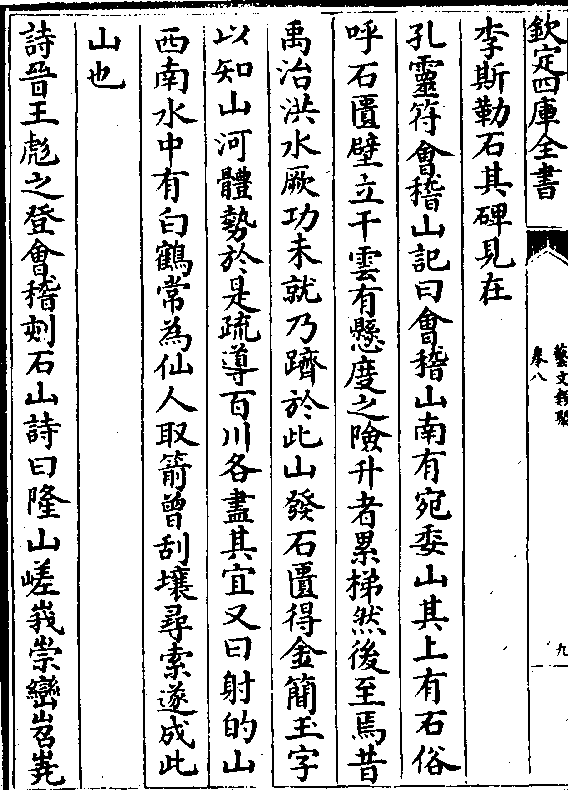 欽定四庫全書
藝文類聚
卷八
九
李斯勒石其碑見在
孔靈符會稽山記曰會稽山南有宛委山其上有石俗
呼石匱壁立干雲有懸度之險升者累梯然後至焉昔
禹治洪水厥功未就乃躋於此山發石匱得金簡玉字
以知山河體勢於是疏導百川各盡其宜又曰射的山
西南水中有白鶴常為仙人取箭曾刮壤尋索遂成此
山也
詩晉王彪之登會稽刻石山詩曰隆山嵯峩崇巒岧嶤